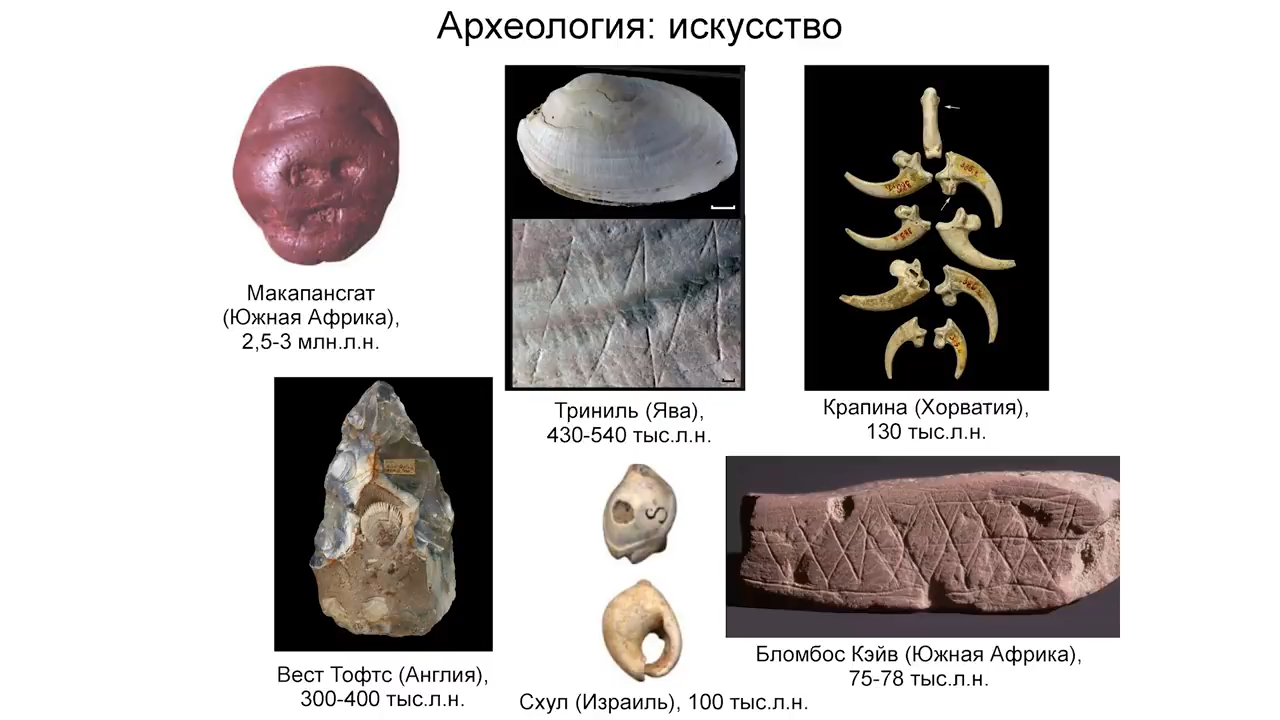 Археология: искусство
Макапансгат
(Южная Африка),
2,5-3 млн.л.н.
Триниль (Ява),
430-540 тыс.л.н.
Крапина (Хорватия),
130 тыс.л.н.
Вест Тофтс (Англия),
300-400 тыс.л.н.
Схул (Израиль), 100 тыс.л.н.
Бломбос Кэйв (Южная Африка),
75-78 тыс.л.н.